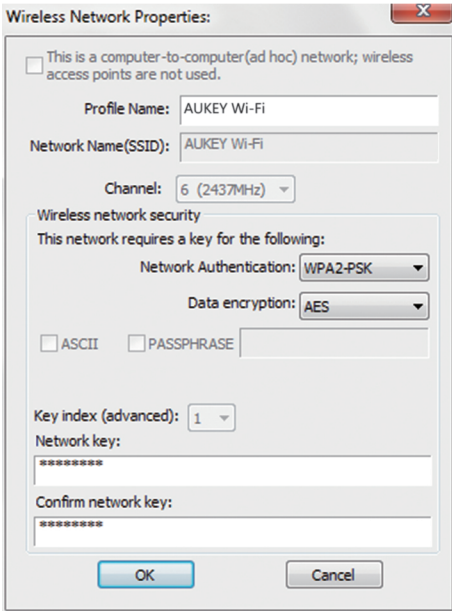 Wireless Network Properties:
This is a computer-to-computer(ad hoc) network; wireless
access points are not used.
Profile Name: AUKEY Wi-Fi
Network Name(SSID): AUKEY Wi-Fi
Channel: 6 (2437MHz)
Wireless network security
This network requires a key for the following:
Network Authentication: WPA2-PSK
Data encryption: AES
ASCII PASSPHRASE
Key index (advanced): 1
Network key:
********
Confirm network key:
********
OK Cancel